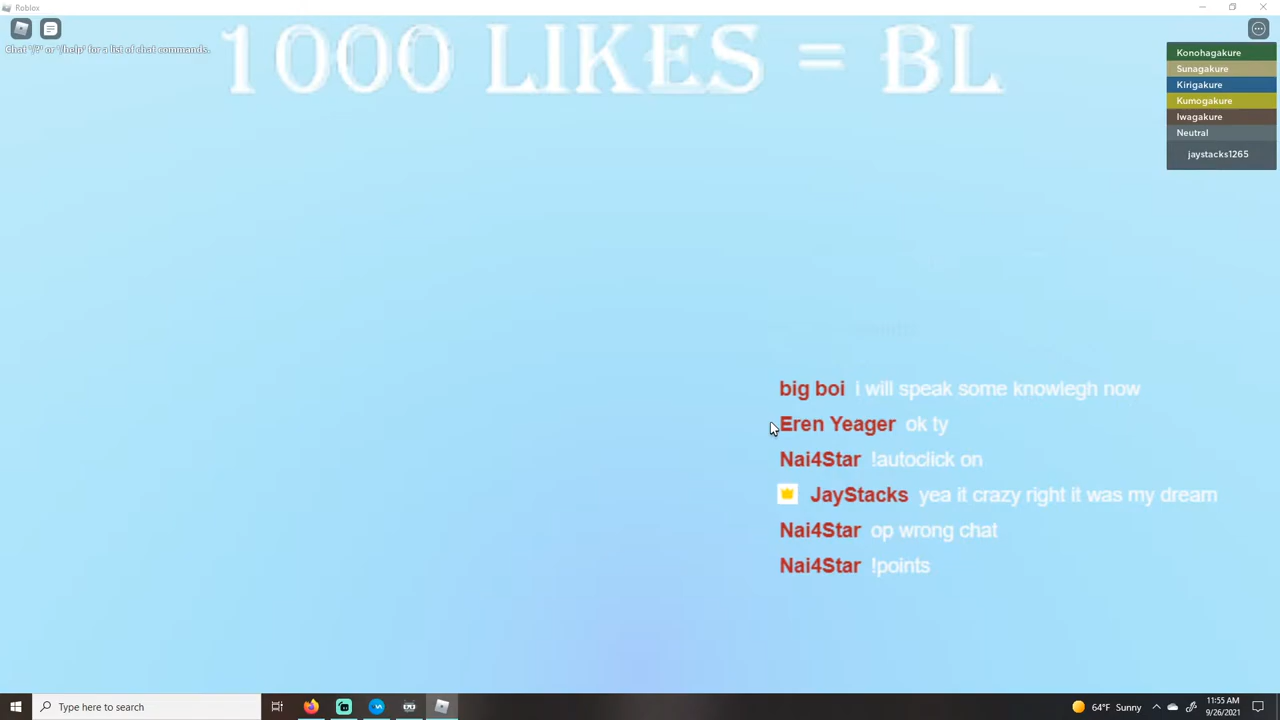 Roblox
Chat '/?' or '/help' for a list of chat commands.
1000 LIKES = BL
Konohagakure
Sunagakure
Kirigakure
Kumogakure
Iwagakure
Neutral
jaystacks1265
big boi i will speak some knowlegh now
Eren Yeager ok ty
Nai4Star !autoclick on
JayStacks yea it crazy right it was my dream
Nai4Star op wrong chat
Nai4Star !points
Type here to search
64°F Sunny
11:55 AM
9/26/2021